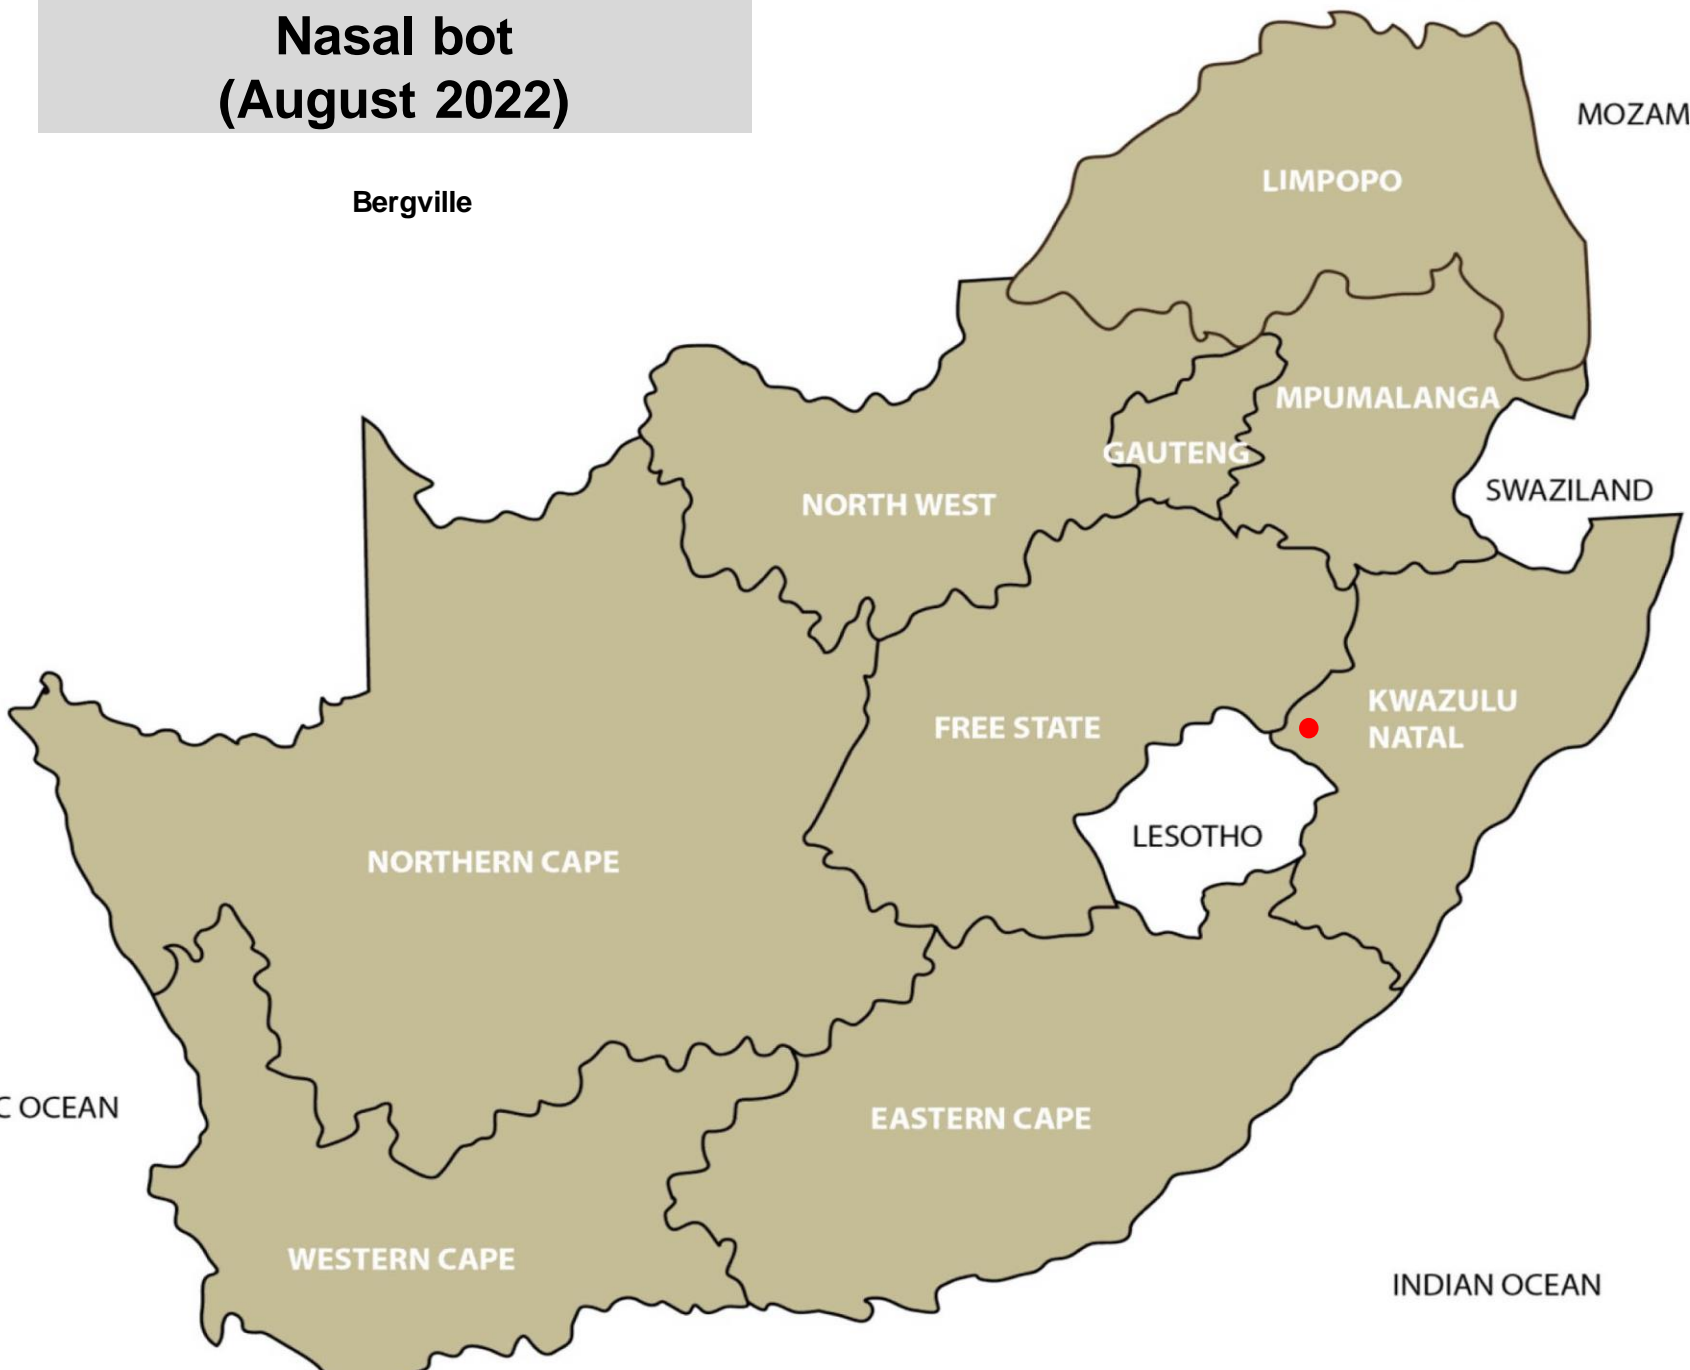 Nasal bot
(August 2022)
Bergville
MOZAM
LIMPOPO
MPUMALANGA
GAUTENG
SWAZILAND
NORTH WEST
KWAZULU
NATAL
FREE STATE
LESOTHO
NORTHERN CAPE
C OCEAN
EASTERN CAPE
WESTERN CAPE
INDIAN OCEAN